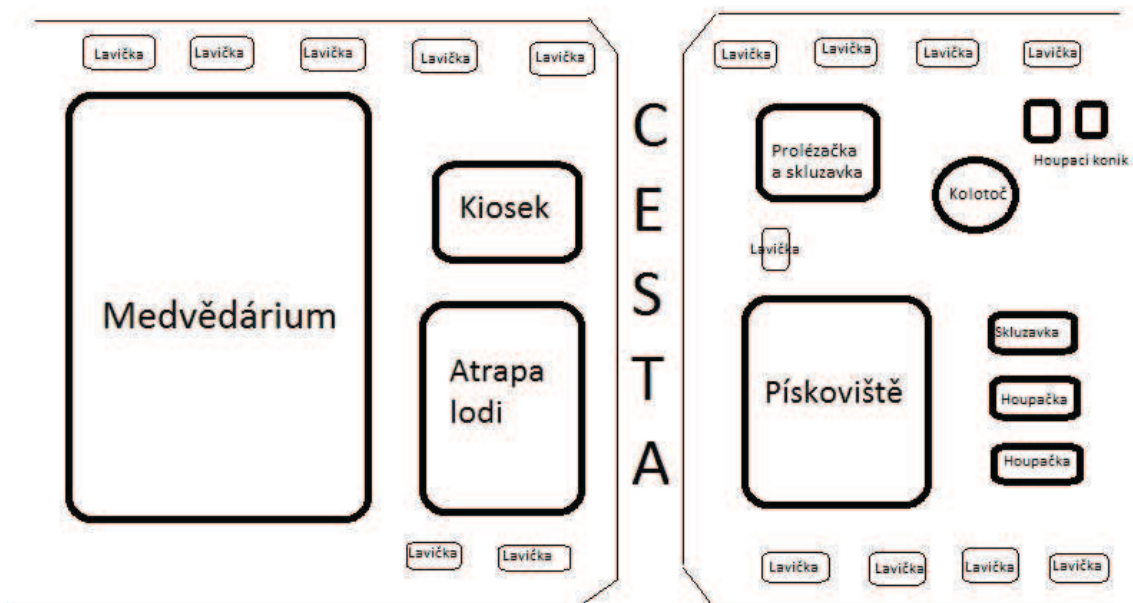 Lavička
Lavička
Lavička
Lavička
Lavička
Medvědárium
Kiosek
Atrapa
lodi
Lavička
Lavička
CESTA
Lavička
Lavička
Lavička
Lavička
Prolézačka
a skluzavka
Kolotoč
Houpací koník
Lavička
Pískoviště
Skluzavka
Houpačka
Houpačka
Lavička
Lavička
Lavička
Lavička